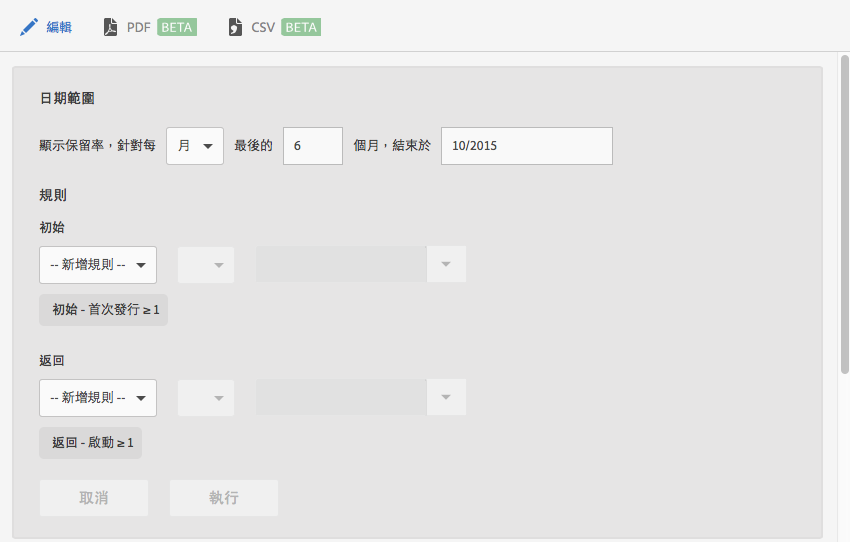 編輯 PDF BETA CSV BETA
日期範圍
顯示保留率，針對每 月 最後的 6 個月，結束於 10/2015
規則
初始
-- 新增規則 --
初始 - 首次發行 ≥ 1
返回
-- 新增規則 --
返回 - 啟動 ≥ 1
取消 執行